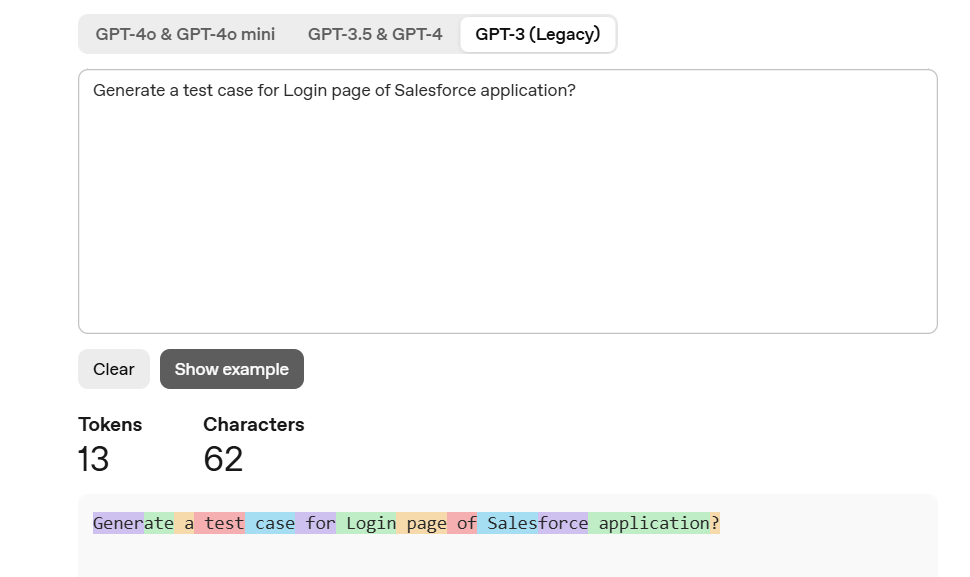 GPT-4o & GPT-4o mini GPT-3.5 & GPT-4 GPT-3 (Legacy)
Generate a test case for Login page of Salesforce application?
Clear Show example
Tokens Characters
13 62
Generate a test case for Login page of Salesforce application?